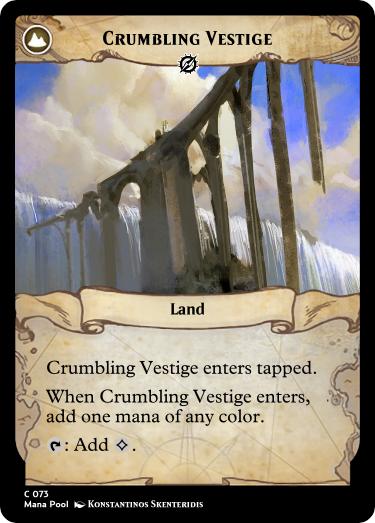 Crumbling Vestige
Land
Crumbling Vestige enters tapped.
When Crumbling Vestige enters,
add one mana of any color.
: Add .
C 073
Mana Pool Konstantinos Skenteridis